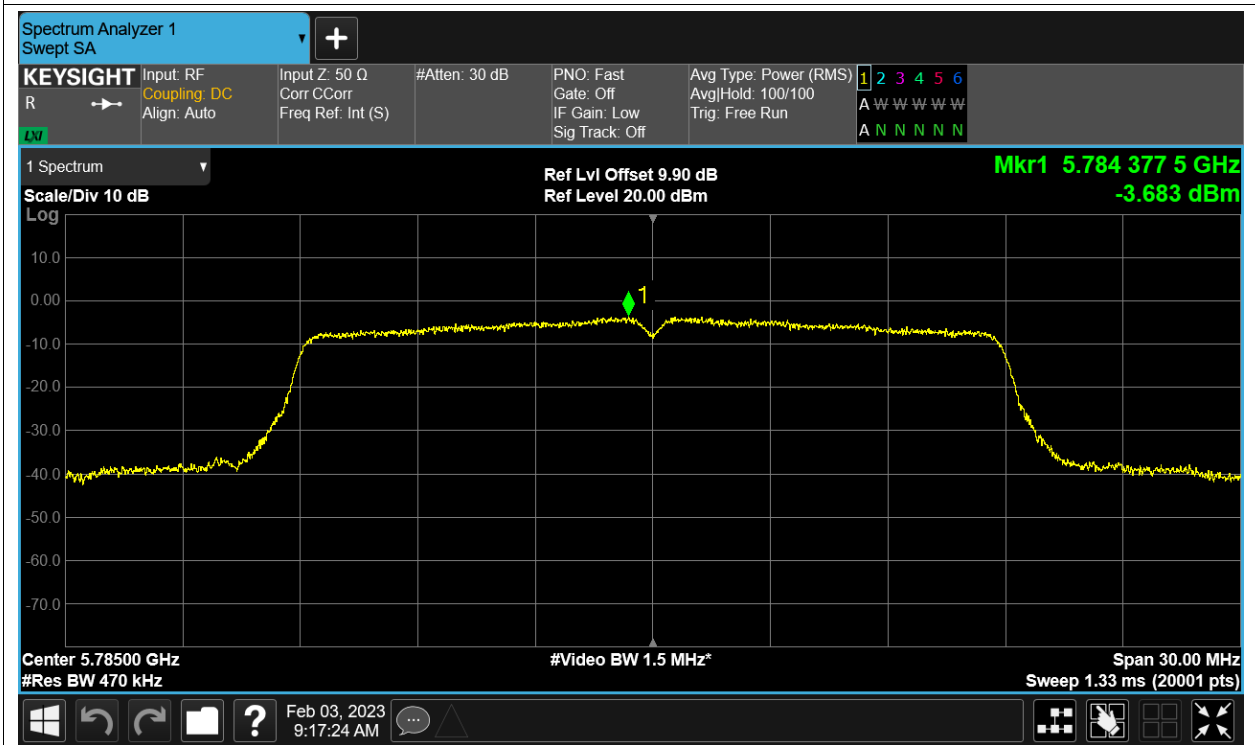 Spectrum Analyzer 1
Swept SA
+
KEYSIGHT
R
LXI
Input: RF
Coupling: DC
Align: Auto
Input Z: 50 Ω
Corr CCorr
Freq Ref: Int (S)
#Atten: 30 dB
PNO: Fast
Gate: Off
IF Gain: Low
Sig Track: Off
Avg Type: Power (RMS)
Avg|Hold: 100/100
Trig: Free Run
1 2 3 4 5 6
A W W W W W
A N N N N N
1 Spectrum
Scale/Div 10 dB
Log
Ref Lvl Offset 9.90 dB
Ref Level 20.00 dBm
Mkr1 5.784 377 5 GHz
-3.683 dBm
10.0
0.00
1
-10.0
-20.0
-30.0
-40.0
-50.0
-60.0
-70.0
Center 5.78500 GHz
#Video BW 1.5 MHz*
Span 30.00 MHz
#Res BW 470 kHz
Sweep 1.33 ms (20001 pts)
?
Feb 03, 2023
9:17:24 AM